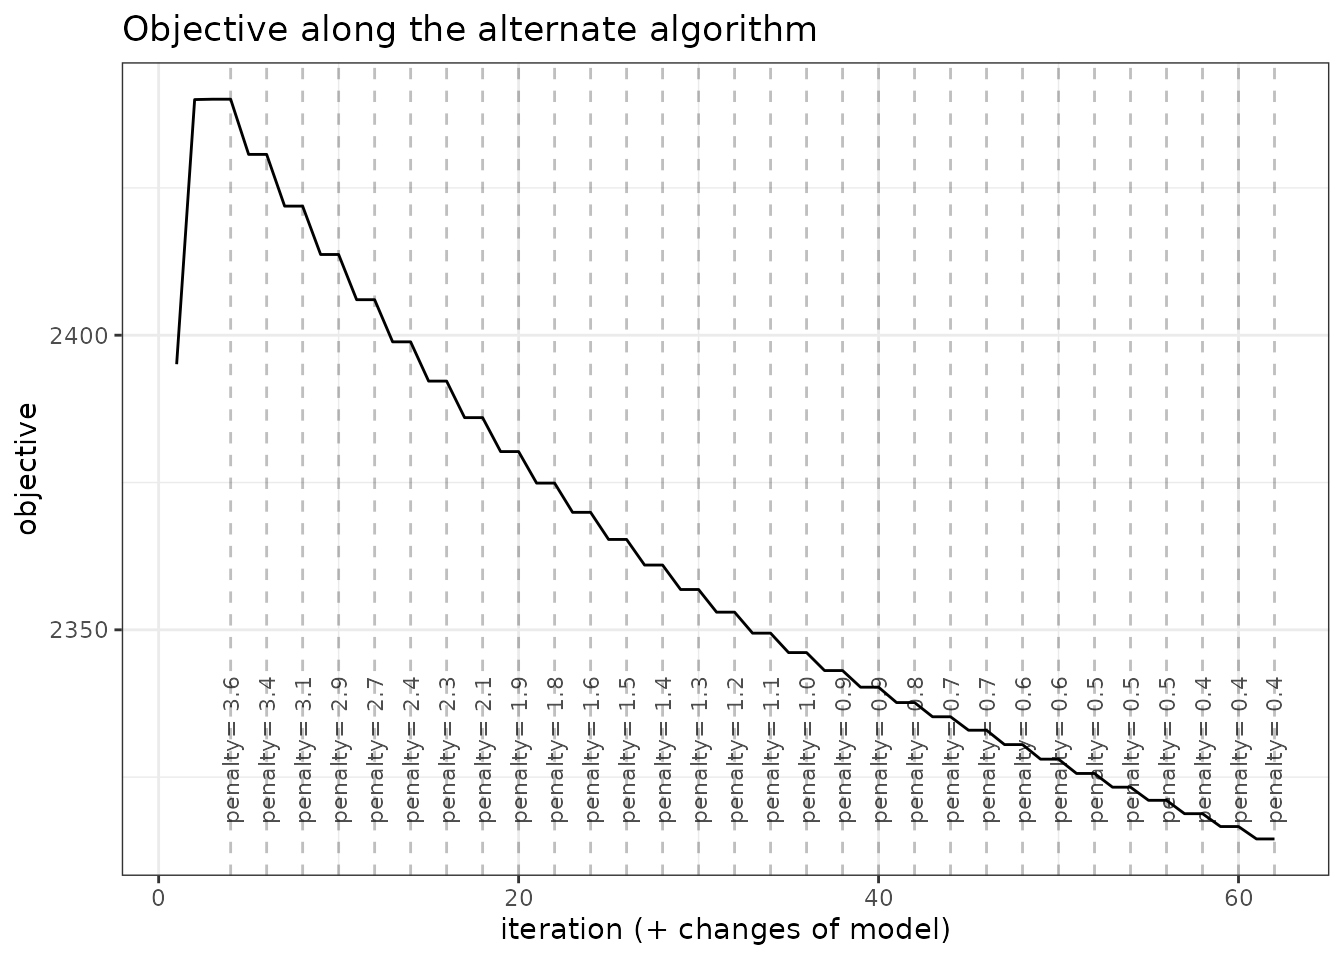 Objective along the alternate algorithm
objective
2400
2350
penalty= 3.6
penalty= 3.4
penalty= 3.1
penalty= 2.9
penalty= 2.7
penalty= 2.4
penalty= 2.3
penalty= 2.1
penalty= 1.9
penalty= 1.8
penalty= 1.6
penalty= 1.5
penalty= 1.4
penalty= 1.3
penalty= 1.2
penalty= 1.1
penalty= 1.0
penalty= 0.9
penalty= 0.9
penalty= 0.8
penalty= 0.7
penalty= 0.7
penalty= 0.6
penalty= 0.6
penalty= 0.5
penalty= 0.5
penalty= 0.5
penalty= 0.4
penalty= 0.4
penalty= 0.4
0 20 40 60
iteration (+ changes of model)